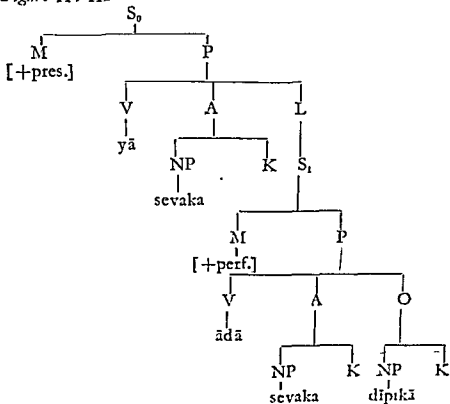 S₀
M P
[+pres.]
V A L
yā
NP K S₁
sevaka
M P
[+perf.]
V A O
ādā
NP K NP K
sevaka dīpikā